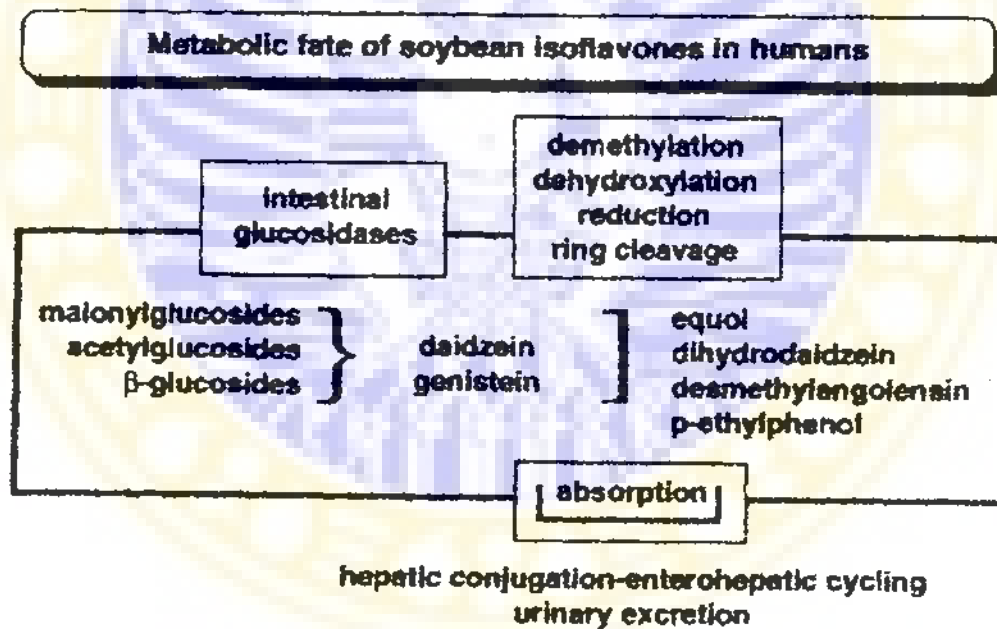 Metabolic fate of soybean isoflavones in humans
intestinal
glucosidases
demethylation
dehydroxylation
reduction
ring cleavage
malonylglucosides
acetylglucosides
β-glucosides
daidzein
genistein
equol
dihydrodaidzein
desmethylangolensin
p-ethylphenol
absorption
hepatic conjugation-enterohepatic cycling
urinary excretion